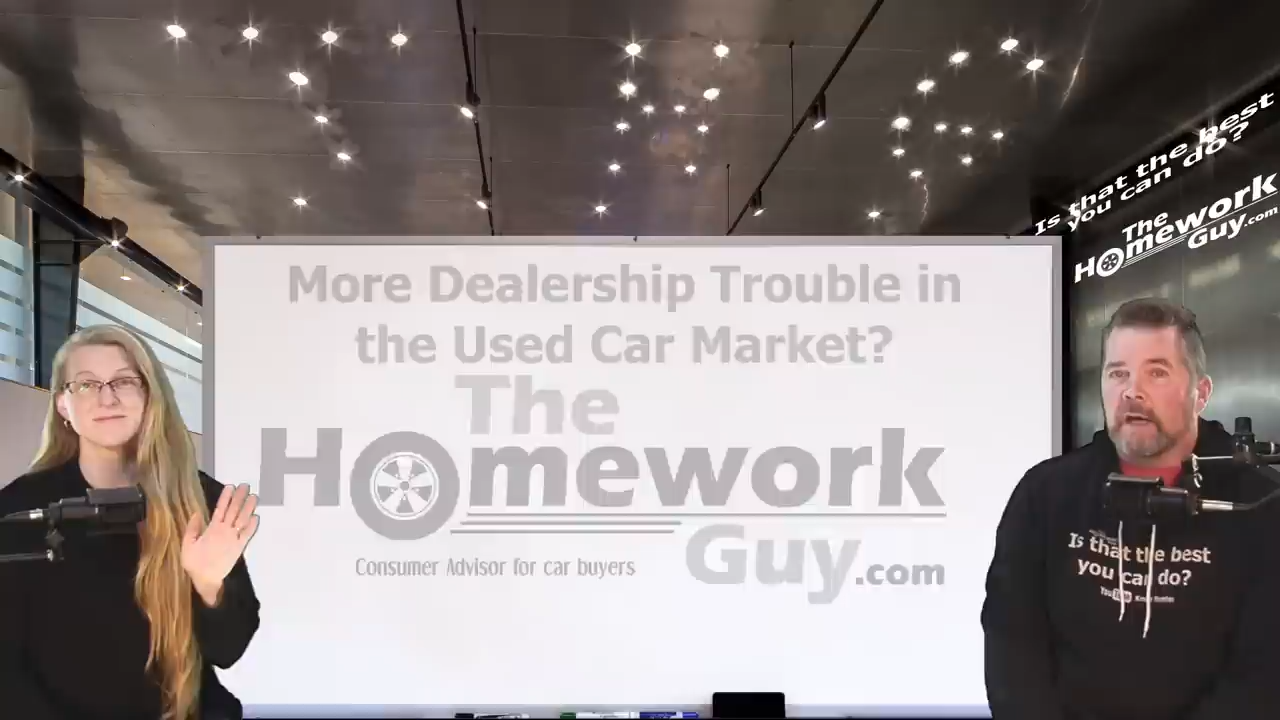 Is that the best
you can do?
The
Homework
Guy.com
More Dealership Trouble in
the Used Car Market?
The
Homework
Guy.com
Consumer Advisor for car buyers
Is that the best
you can do?
YouTube